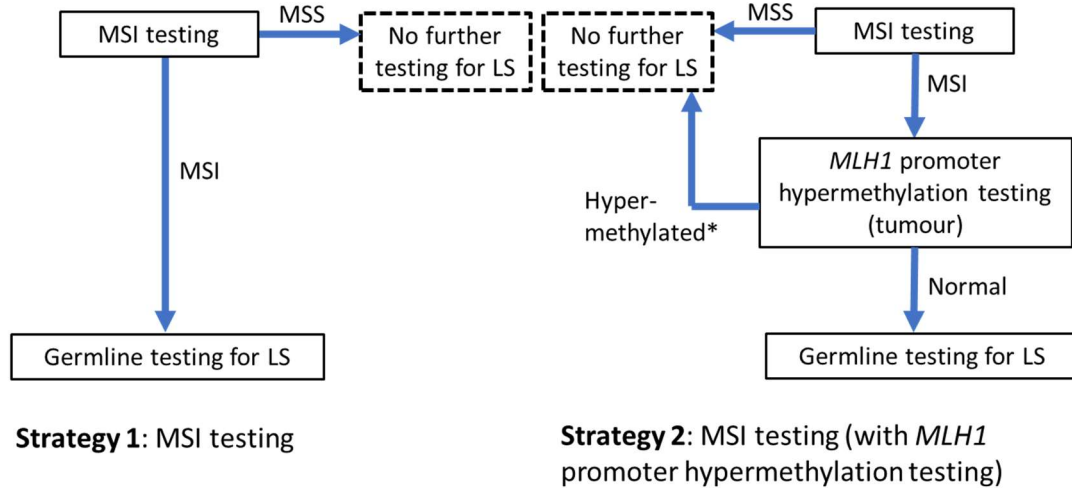 MSI testing
MSS
No further
testing for LS
MSI
Germline testing for LS
Strategy 1: MSI testing
No further
testing for LS
MSS
MSI testing
MSI
MLH1 promoter
hypermethylation testing
(tumour)
Hyper-
methylated*
Normal
Germline testing for LS
Strategy 2: MSI testing (with MLH1
promoter hypermethylation testing)